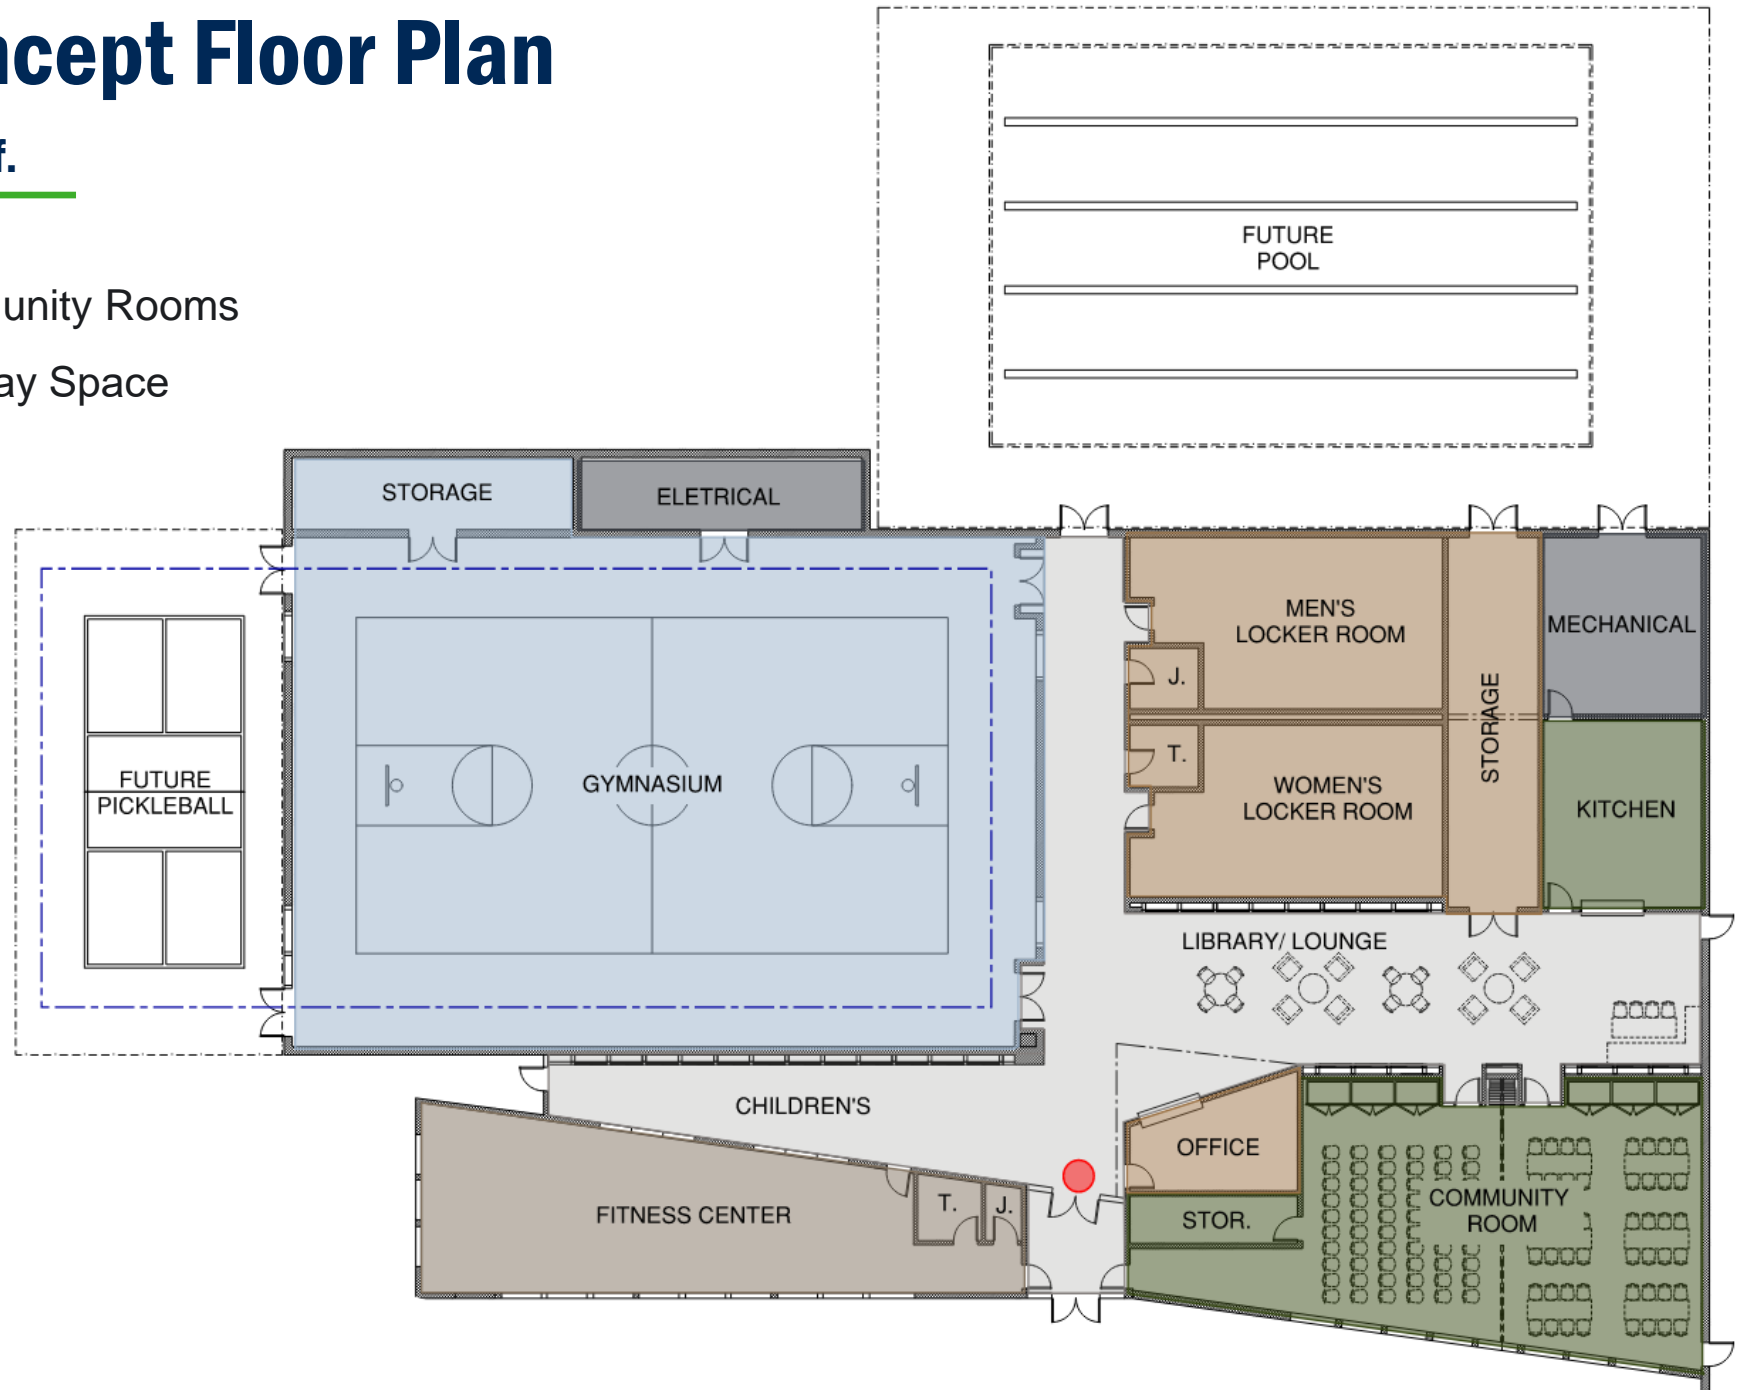 ncept Floor Plan
f.
unity Rooms
ay Space
FUTURE
POOL
STORAGE
ELETRICAL
MEN'S
LOCKER ROOM
MECHANICAL
J.
STORAGE
T.
FUTURE
PICKLEBALL
GYMNASIUM
WOMEN'S
LOCKER ROOM
KITCHEN
LIBRARY/ LOUNGE
CHILDREN'S
OFFICE
FITNESS CENTER
T.
J.
STOR.
COMMUNITY
ROOM